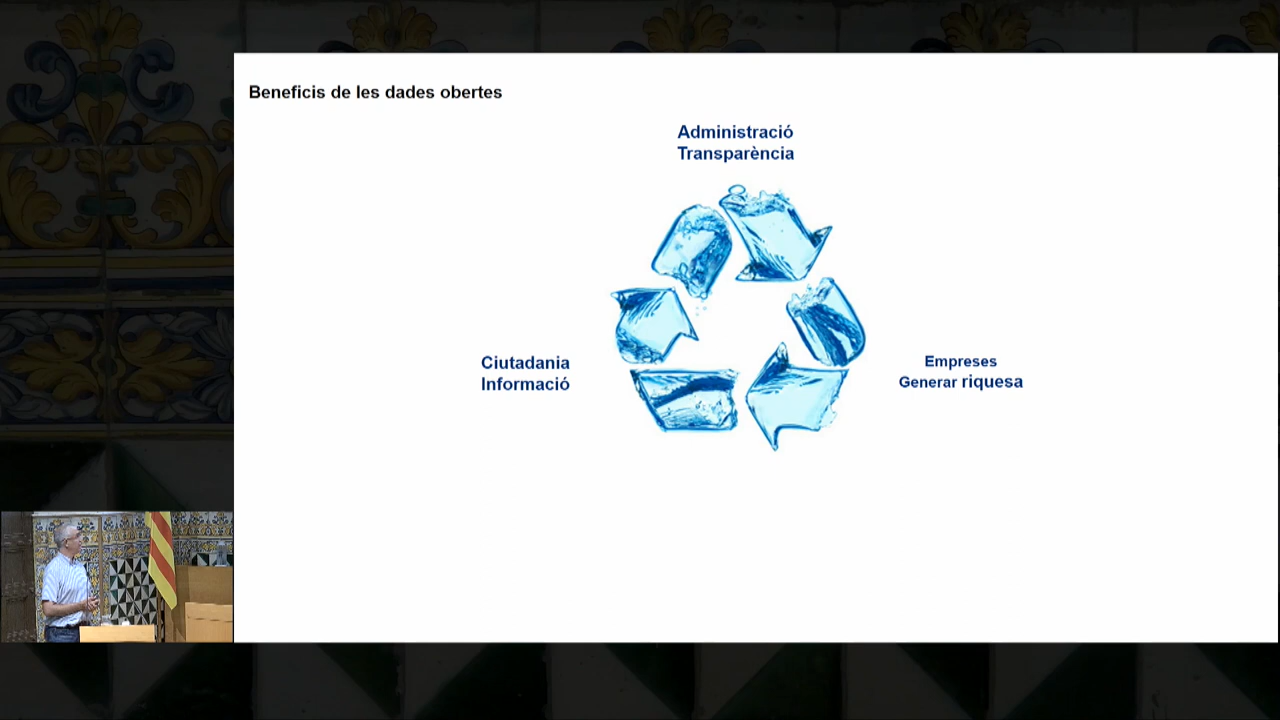 Beneficis de les dades obertes
Administració
Transparència
Ciutadania
Informació
Empreses
Generar riquesa